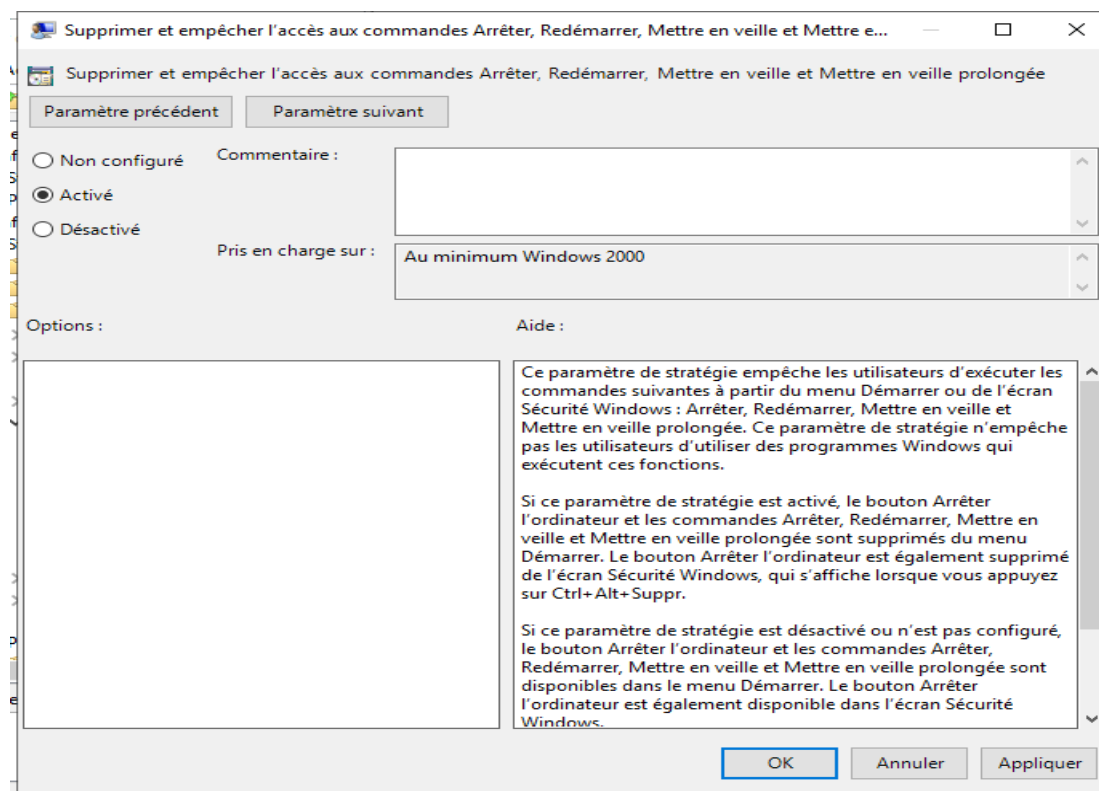 Supprimer et empêcher l'accès aux commandes Arrêter, Redémarrer, Mettre en veille et Mettre e...
Supprimer et empêcher l'accès aux commandes Arrêter, Redémarrer, Mettre en veille et Mettre en veille prolongée
Paramètre précédent
Paramètre suivant
Non configuré
Activé
Désactivé
Commentaire :
Pris en charge sur :
Au minimum Windows 2000
Options :
Aide :
Ce paramètre de stratégie empêche les utilisateurs d'exécuter les
commandes suivantes à partir du menu Démarrer ou de l'écran
Sécurité Windows : Arrêter, Redémarrer, Mettre en veille et
Mettre en veille prolongée. Ce paramètre de stratégie n'empêche
pas les utilisateurs d'utiliser des programmes Windows qui
exécutent ces fonctions.
Si ce paramètre de stratégie est activé, le bouton Arrêter
l'ordinateur et les commandes Arrêter, Redémarrer, Mettre en
veille et Mettre en veille prolongée sont supprimés du menu
Démarrer. Le bouton Arrêter l'ordinateur est également supprimé
de l'écran Sécurité Windows, qui s'affiche lorsque vous appuyez
sur Ctrl+Alt+Suppr.
Si ce paramètre de stratégie est désactivé ou n'est pas configuré,
le bouton Arrêter l'ordinateur et les commandes Arrêter,
Redémarrer, Mettre en veille et Mettre en veille prolongée sont
disponibles dans le menu Démarrer. Le bouton Arrêter
l'ordinateur est également disponible dans l'écran Sécurité
Windows.
OK
Annuler
Appliquer